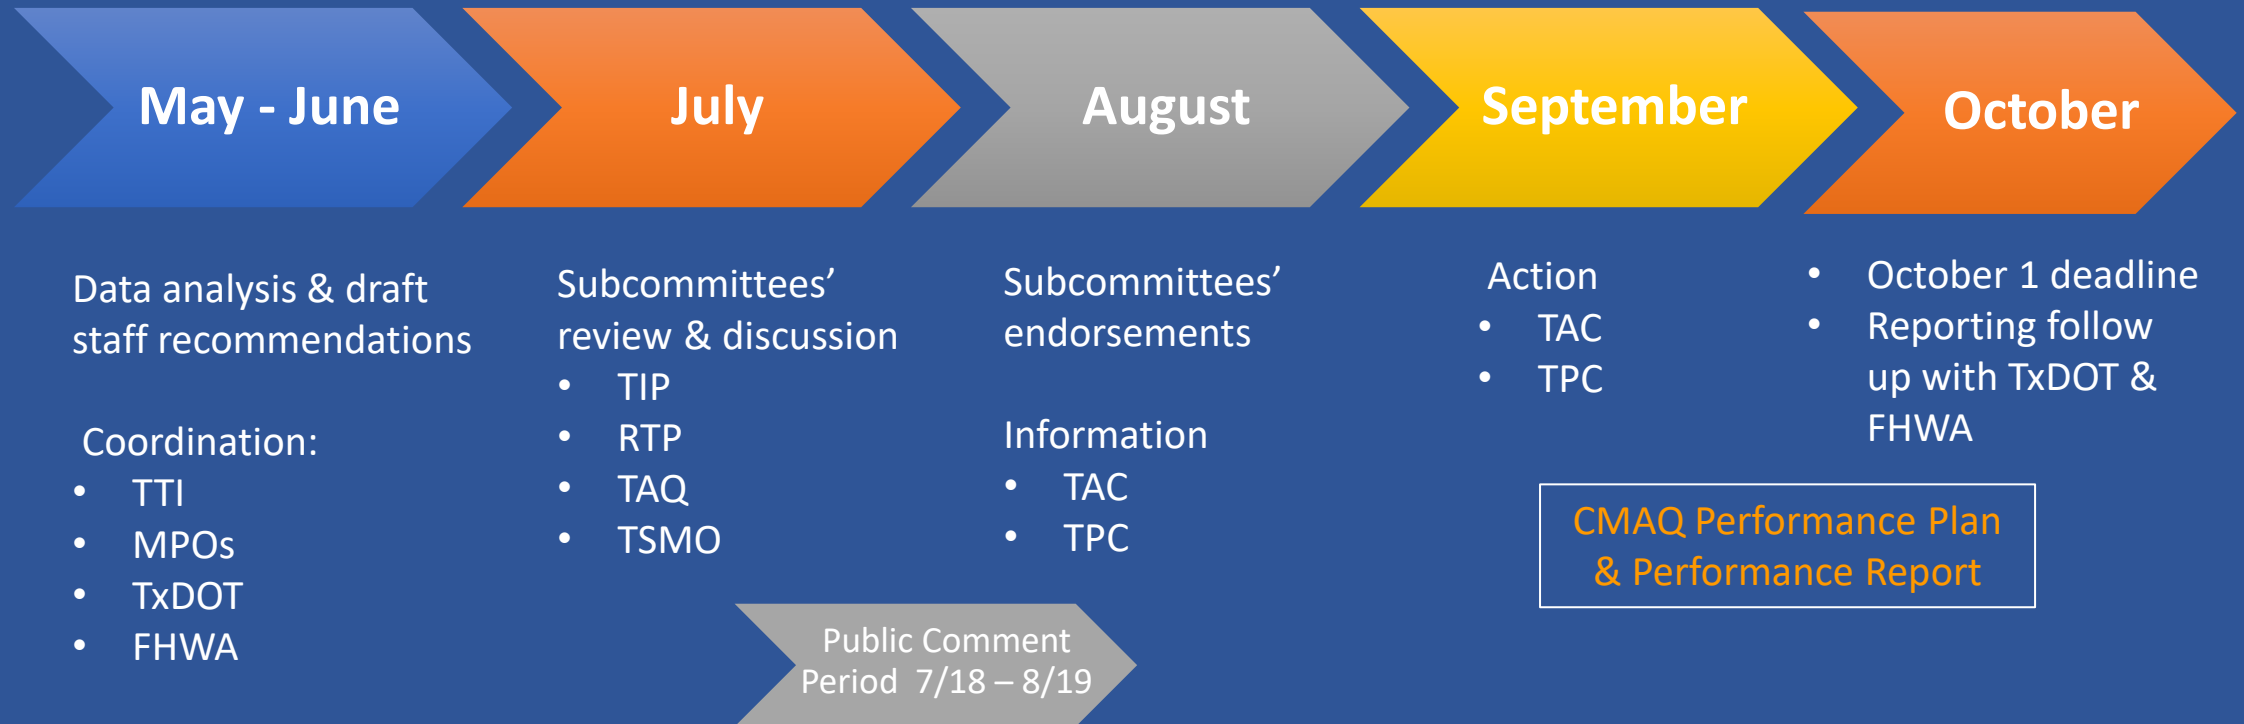 May - June
July
August
September
October
Data analysis & draft
staff recommendations
Coordination:
• TTI
• MPOs
• TxDOT
• FHWA
Subcommittees’
review & discussion
• TIP
• RTP
• TAQ
• TSMO
Subcommittees’
endorsements
Information
• TAC
• TPC
Action
• TAC
• TPC
• October 1 deadline
• Reporting follow
up with TxDOT &
FHWA
CMAQ Performance Plan
& Performance Report
Public Comment
Period 7/18 – 8/19